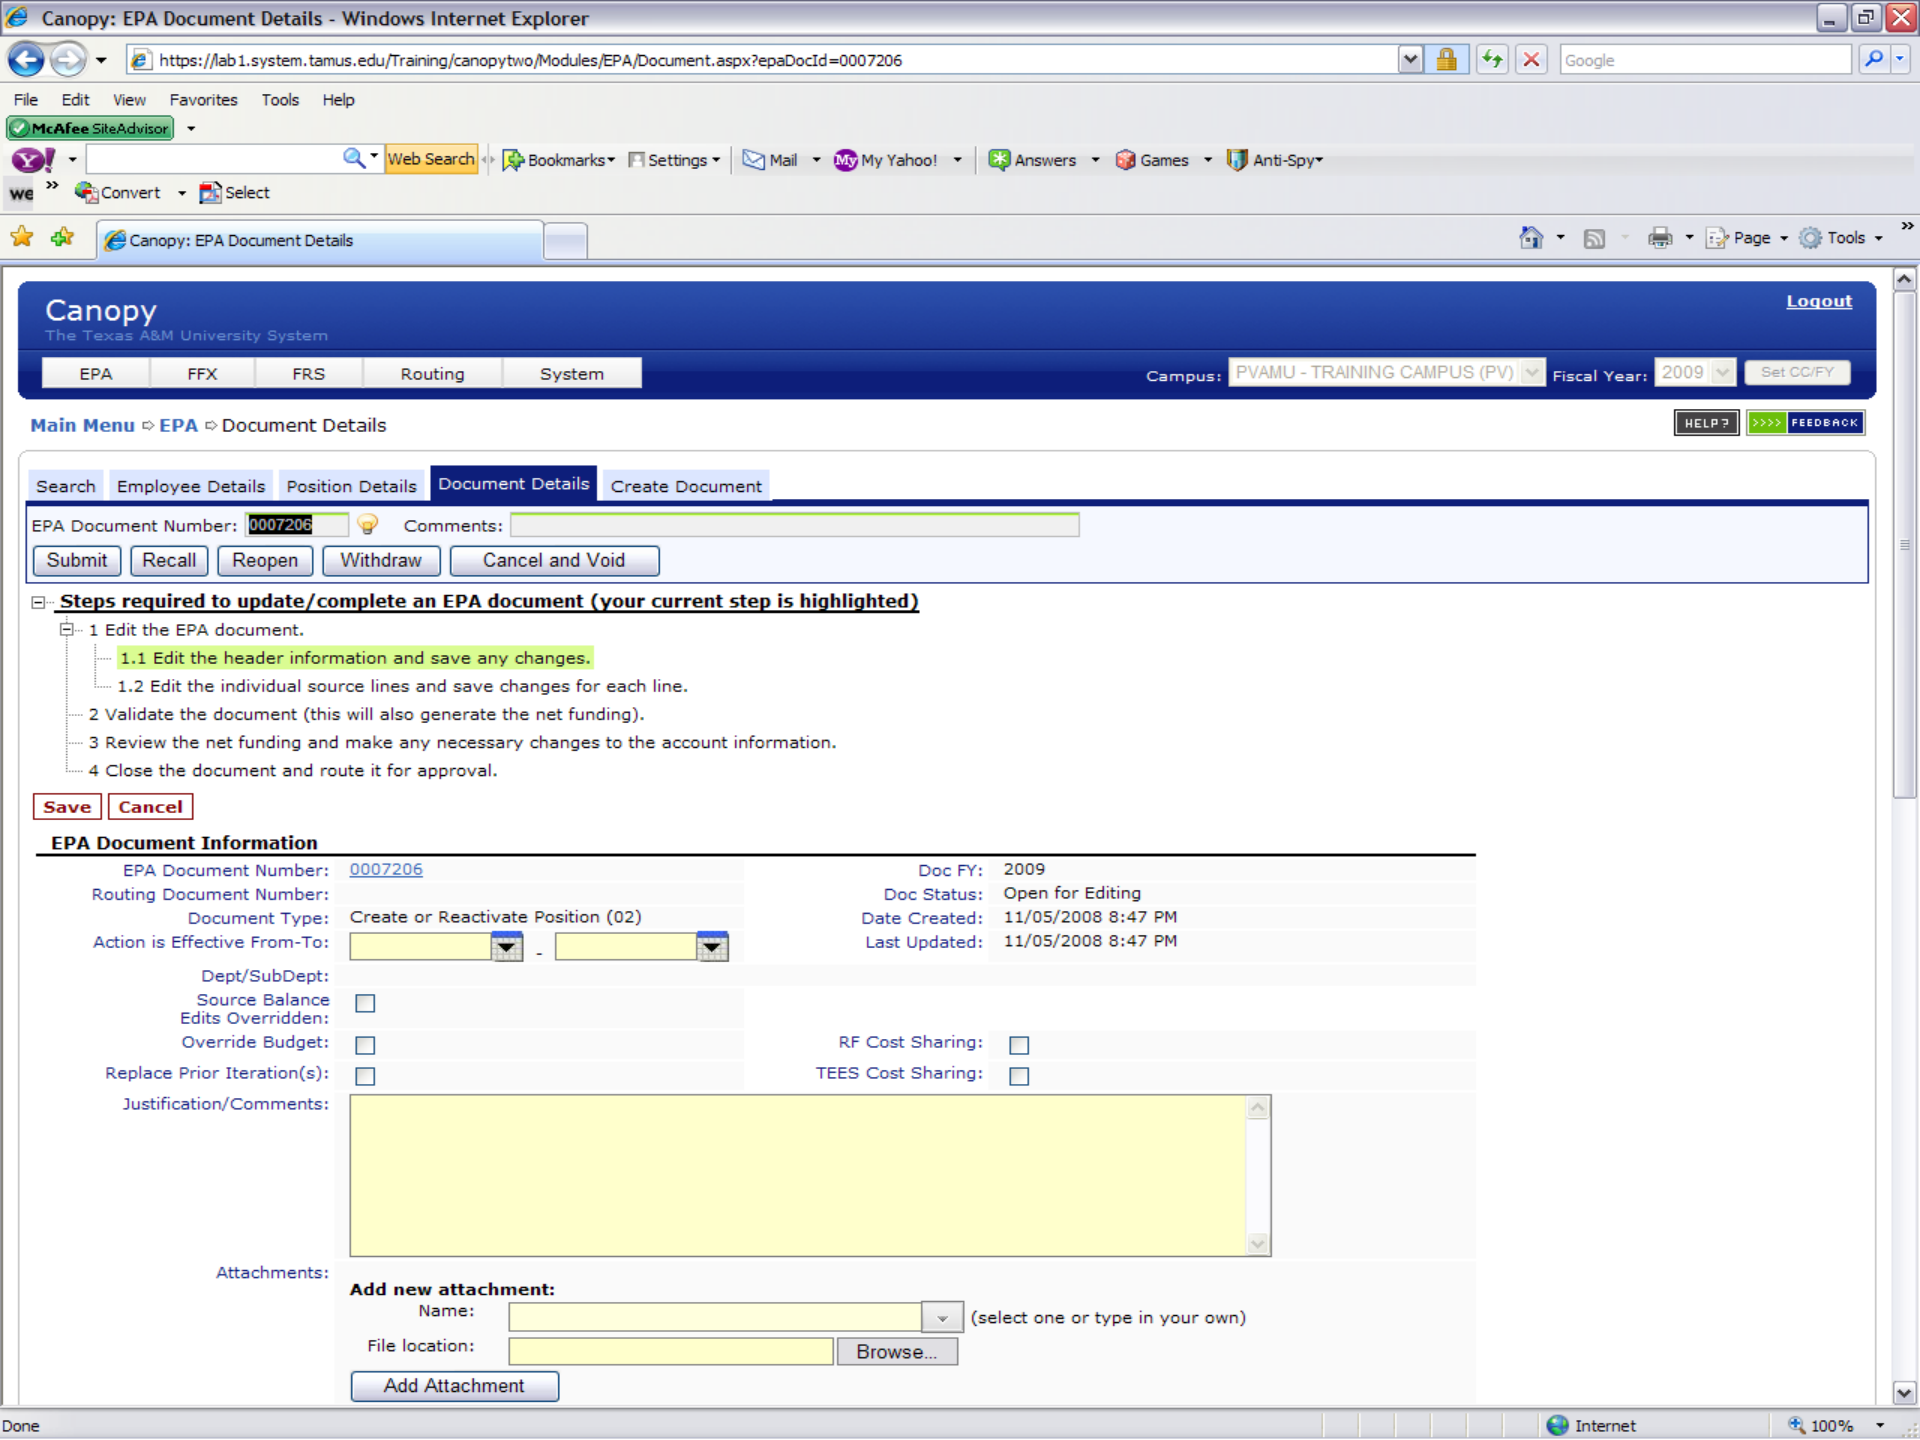 Canopy: EPA Document Details - Windows Internet Explorer
https://lab1.system.tamus.edu/Training/canopytwo/Modules/EPA/Document.aspx?epaDocId=0007206 Google
File Edit View Favorites Tools Help
McAfee SiteAdvisor
Y! Web Search Bookmarks Settings Mail My My Yahoo! Answers Games Anti-Spy
we » Convert Select
Canopy: EPA Document Details Page Tools »
Canopy Logout
The Texas A&M University System
EPA FFX FRS Routing System Campus: PVAMU - TRAINING CAMPUS (PV) Fiscal Year: 2009 Set CC/FY
Main Menu ⇨ EPA ⇨ Document Details HELP? >>>> FEEDBACK
Search Employee Details Position Details Document Details Create Document
EPA Document Number: 0007206 Comments:
Submit Recall Reopen Withdraw Cancel and Void
Steps required to update/complete an EPA document (your current step is highlighted)
1 Edit the EPA document.
1.1 Edit the header information and save any changes.
1.2 Edit the individual source lines and save changes for each line.
2 Validate the document (this will also generate the net funding).
3 Review the net funding and make any necessary changes to the account information.
4 Close the document and route it for approval.
Save Cancel
EPA Document Information
EPA Document Number: 0007206 Doc FY: 2009
Routing Document Number: Doc Status: Open for Editing
Document Type: Create or Reactivate Position (02) Date Created: 11/05/2008 8:47 PM
Action is Effective From-To: - Last Updated: 11/05/2008 8:47 PM
Dept/SubDept:
Source Balance
Edits Overridden:
Override Budget: RF Cost Sharing:
Replace Prior Iteration(s): TEES Cost Sharing:
Justification/Comments:
Attachments:
Add new attachment:
Name: (select one or type in your own)
File location: Browse...
Add Attachment
Done Internet 100%